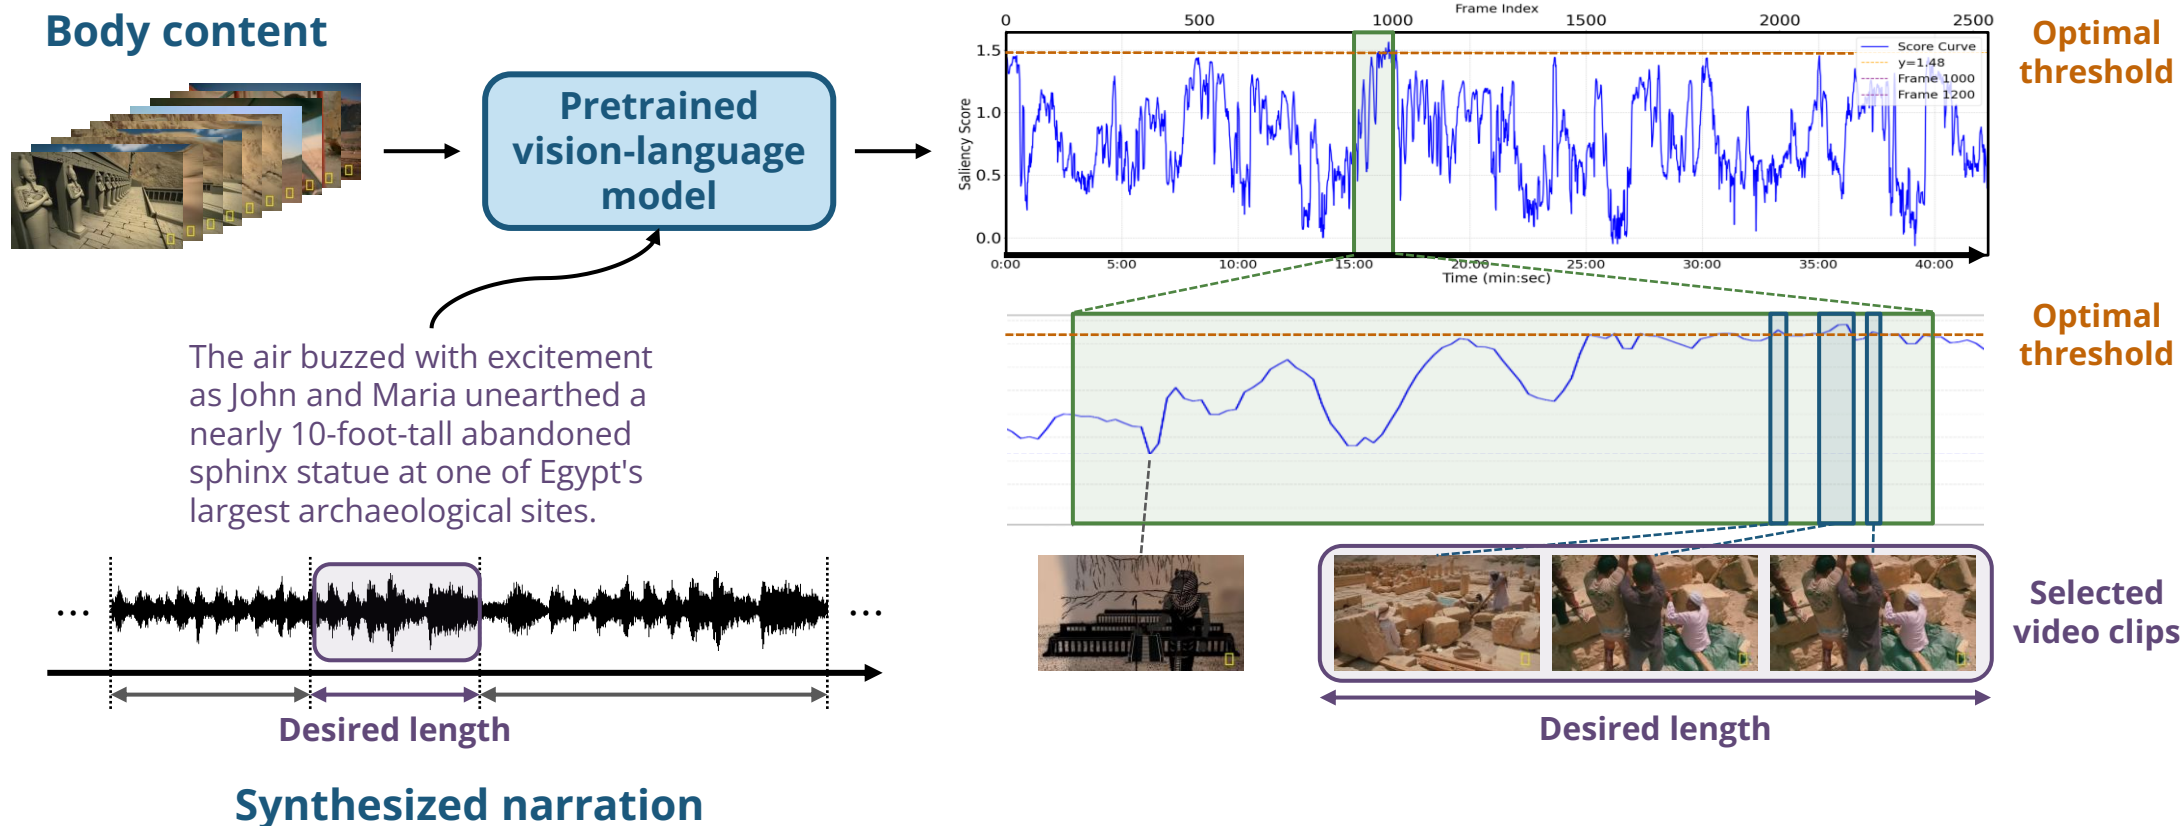 Body content
Pretrained
vision-language
model
The air buzzed with excitement
as John and Maria unearthed a
nearly 10-foot-tall abandoned
sphinx statue at one of Egypt's
largest archaeological sites.
...
...
Desired length
Synthesized narration
Frame Index
0 500 1000 1500 2000 2500
Saliency Score
1.5
1.0
0.5
0.0
Score Curve
y=1.48
Frame 1000
Frame 1200
0:00 5:00 10:00 15:00 20:00 25:00 30:00 35:00 40:00
Time (min:sec)
Optimal
threshold
Optimal
threshold
Selected
video clips
Desired length